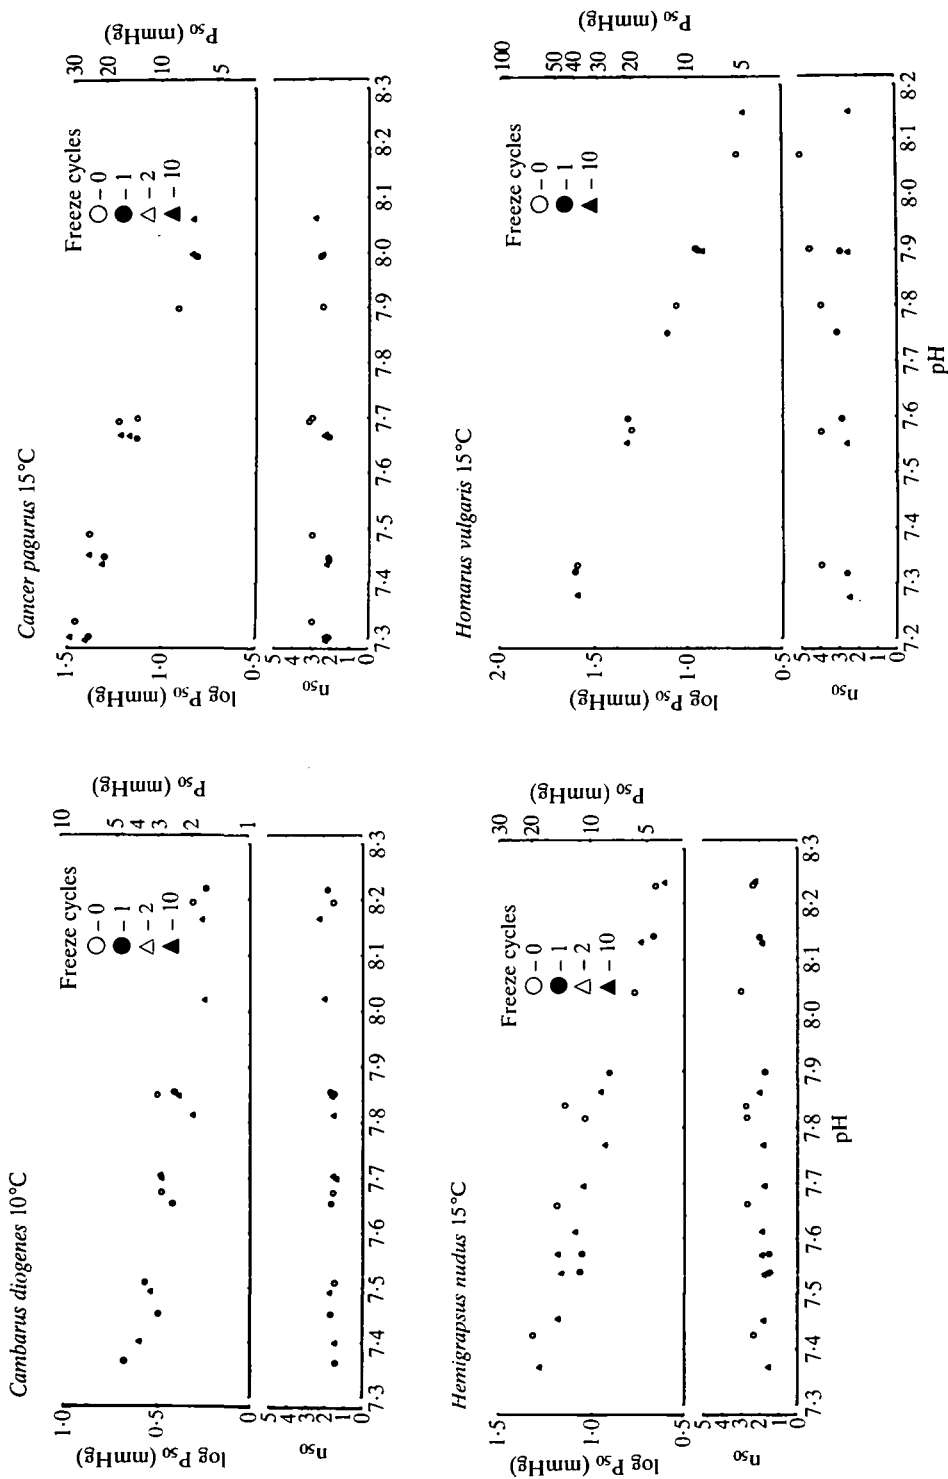 Cambarus diogenes 10°C
Freeze cycles
○ – 0
● – 1
△ – 2
▲ – 10
log P50 (mmHg)
1·0
0·5
0
P50 (mmHg)
10
5
4
3
2
1
n50
5
4
3
2
1
0
7·3
7·4
7·5
7·6
7·7
7·8
7·9
8·0
8·1
8·2
8·3
Cancer pagurus 15°C
Freeze cycles
○ – 0
● – 1
△ – 2
▲ – 10
log P50 (mmHg)
1·5
1·0
0·5
P50 (mmHg)
30
20
10
5
n50
5
4
3
2
1
0
7·3
7·4
7·5
7·6
7·7
7·8
7·9
8·0
8·1
8·2
8·3
Hemigrapsus nudus 15°C
Freeze cycles
○ – 0
● – 1
△ – 2
▲ – 10
log P50 (mmHg)
1·5
1·0
0·5
P50 (mmHg)
30
20
10
5
n50
5
4
3
2
1
0
7·3
7·4
7·5
7·6
7·7
7·8
7·9
8·0
8·1
8·2
8·3
pH
Homarus vulgaris 15°C
Freeze cycles
○ – 0
● – 1
▲ – 10
log P50 (mmHg)
2·0
1·5
1·0
0·5
P50 (mmHg)
100
50
40
30
20
10
5
n50
5
4
3
2
1
0
7·2
7·3
7·4
7·5
7·6
7·7
7·8
7·9
8·0
8·1
8·2
pH